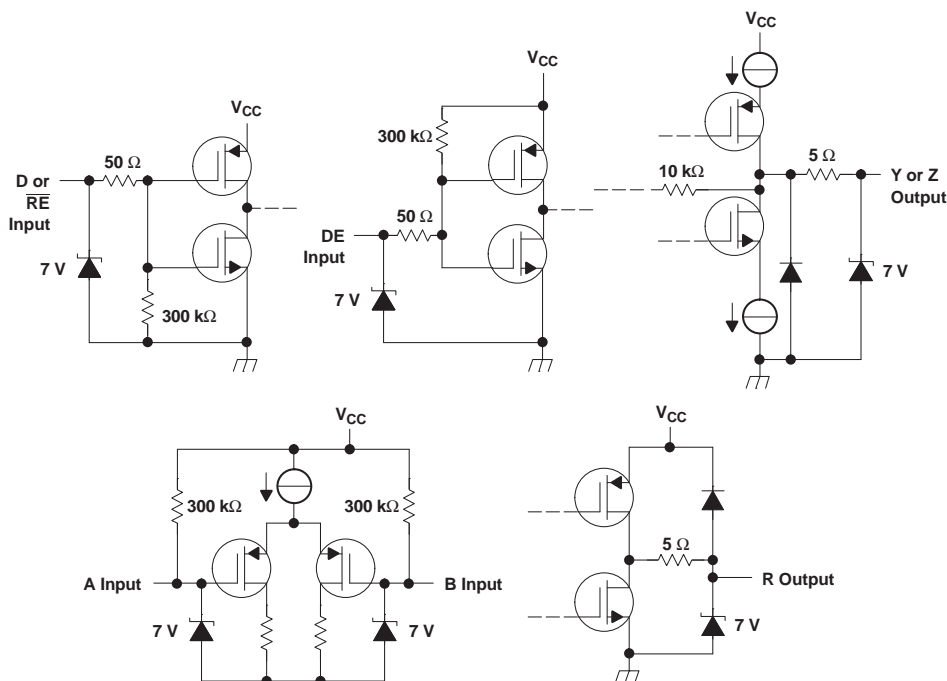 VCC
50 Ω
D or
RE
Input
7 V
300 kΩ
VCC
300 kΩ
50 Ω
DE
Input
7 V
VCC
5 Ω
10 kΩ
Y or Z
Output
7 V
VCC
300 kΩ
300 kΩ
A Input
B Input
7 V
7 V
VCC
5 Ω
R Output
7 V